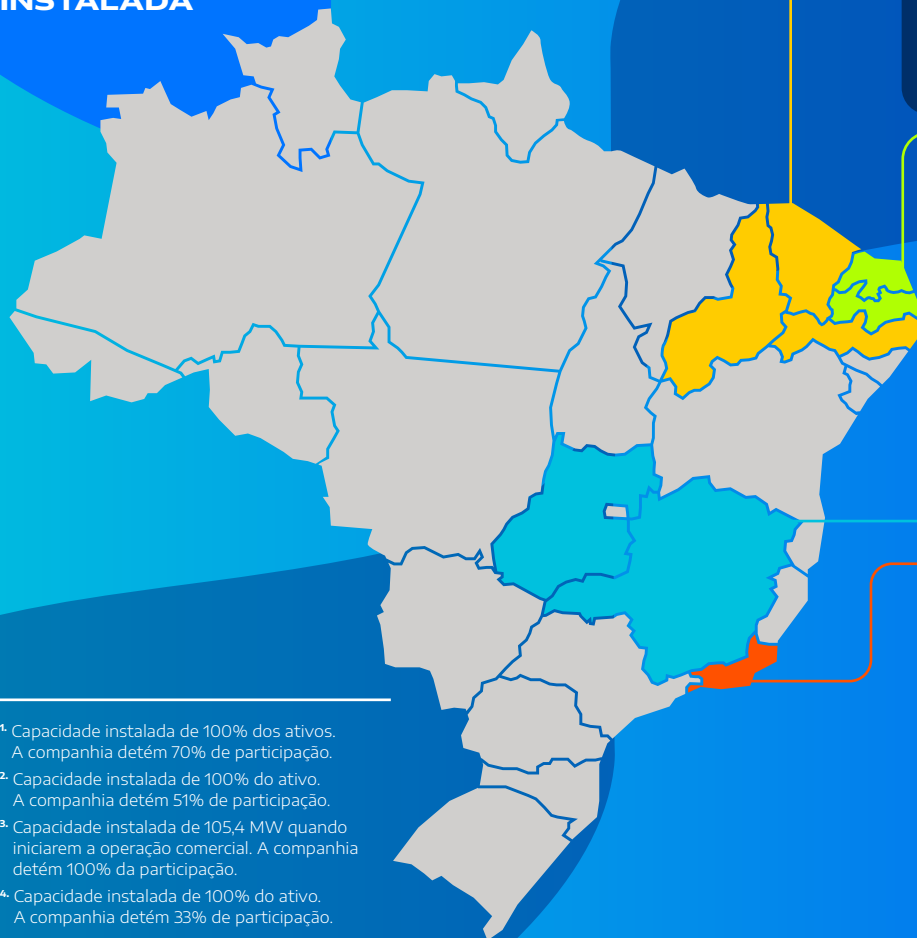 INSTALADA
1. Capacidade instalada de 100% dos ativos.
A companhia detém 70% de participação.
2. Capacidade instalada de 100% do ativo.
A companhia detém 51% de participação.
3. Capacidade instalada de 105,4 MW quando
iniciarem a operação comercial. A companhia
detém 100% da participação.
4. Capacidade instalada de 100% do ativo.
A companhia detém 33% de participação.